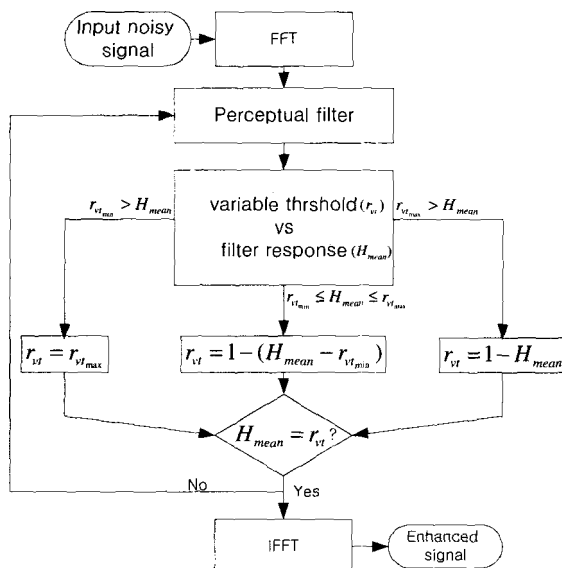 Input noisy
signal
FFT
Perceptual filter
variable thrshold (r_vt)
vs
filter response (H_mean)
r_vt_min > H_mean
r_vt_max > H_mean
r_vt_min ≤ H_mean ≤ r_vt_max
r_vt = r_vt_max
r_vt = 1 − (H_mean − r_vt_min)
r_vt = 1 − H_mean
H_mean = r_vt ?
No
Yes
IFFT
Enhanced
signal